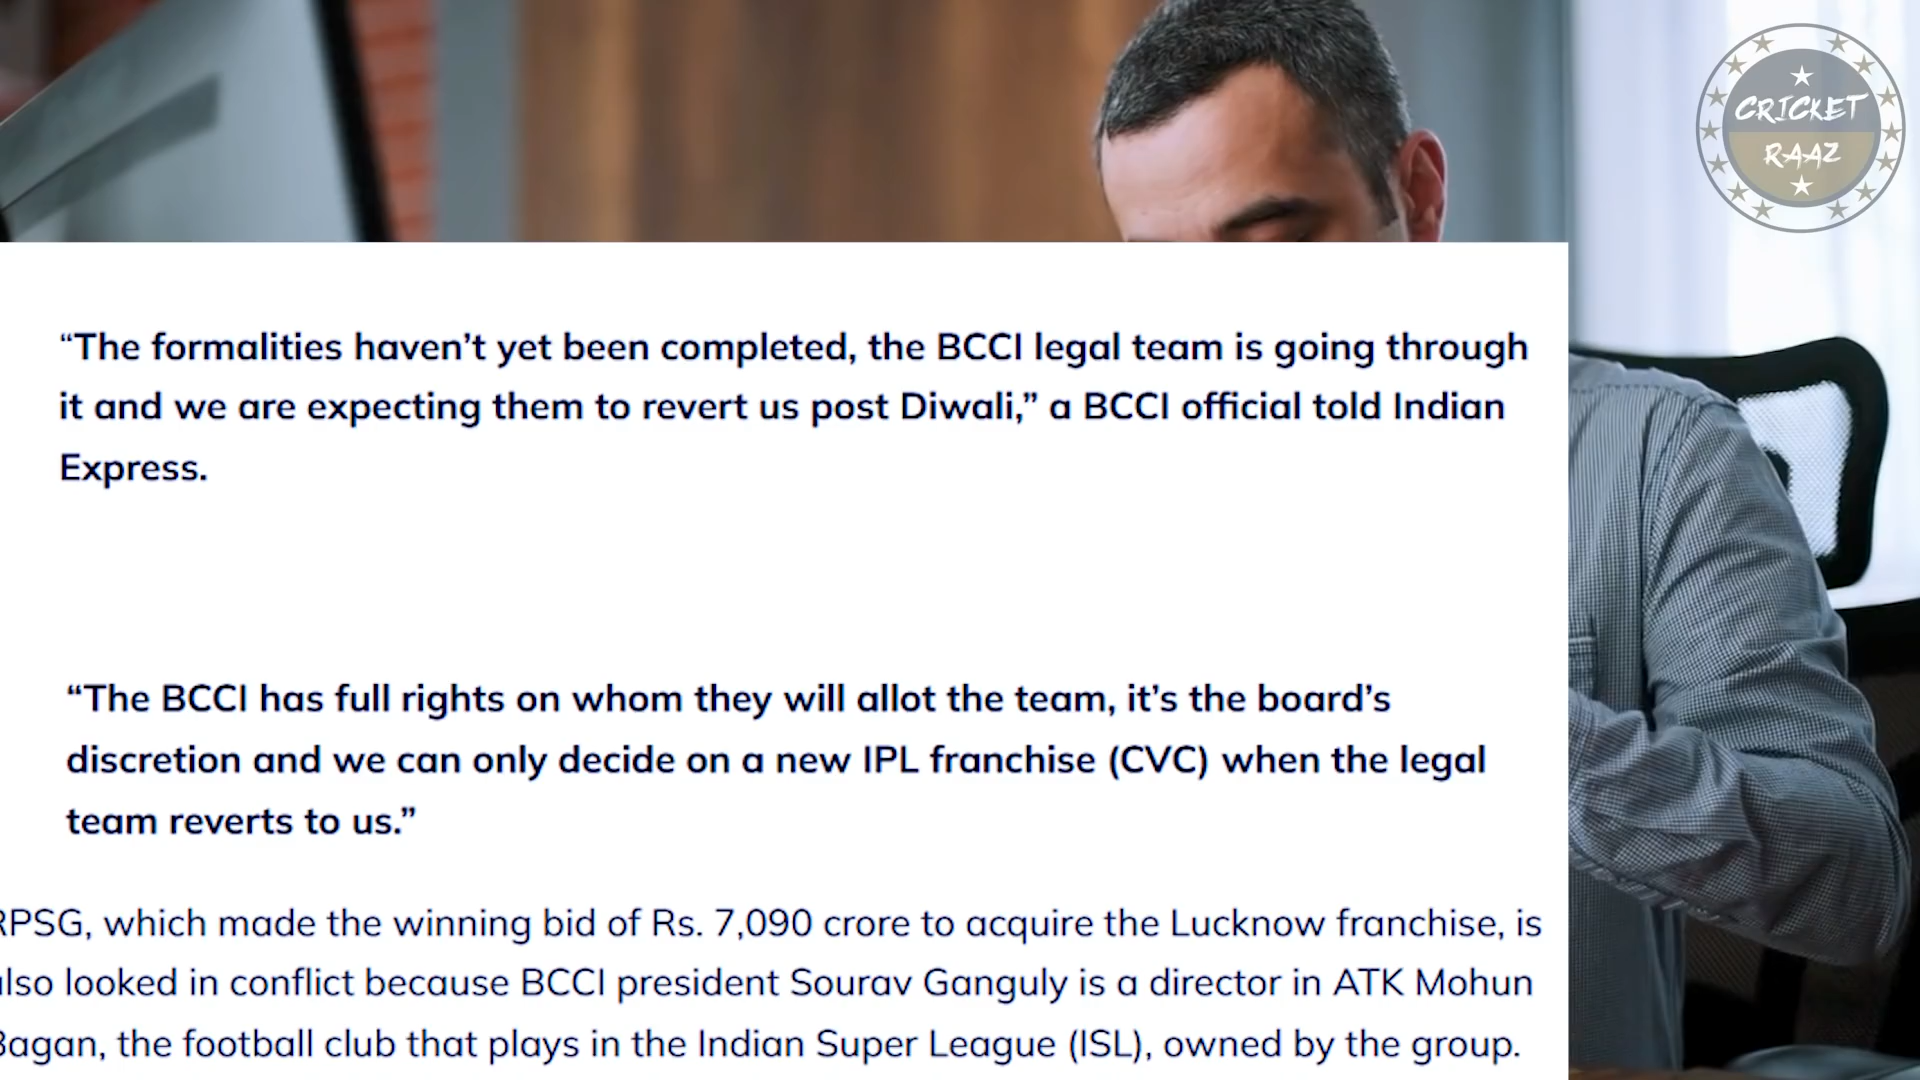 CRICKET
RAAZ
“The formalities haven’t yet been completed, the BCCI legal team is going through
it and we are expecting them to revert us post Diwali,” a BCCI official told Indian
Express.
“The BCCI has full rights on whom they will allot the team, it’s the board’s
discretion and we can only decide on a new IPL franchise (CVC) when the legal
team reverts to us.”
RPSG, which made the winning bid of Rs. 7,090 crore to acquire the Lucknow franchise, is
also looked in conflict because BCCI president Sourav Ganguly is a director in ATK Mohun
Bagan, the football club that plays in the Indian Super League (ISL), owned by the group.